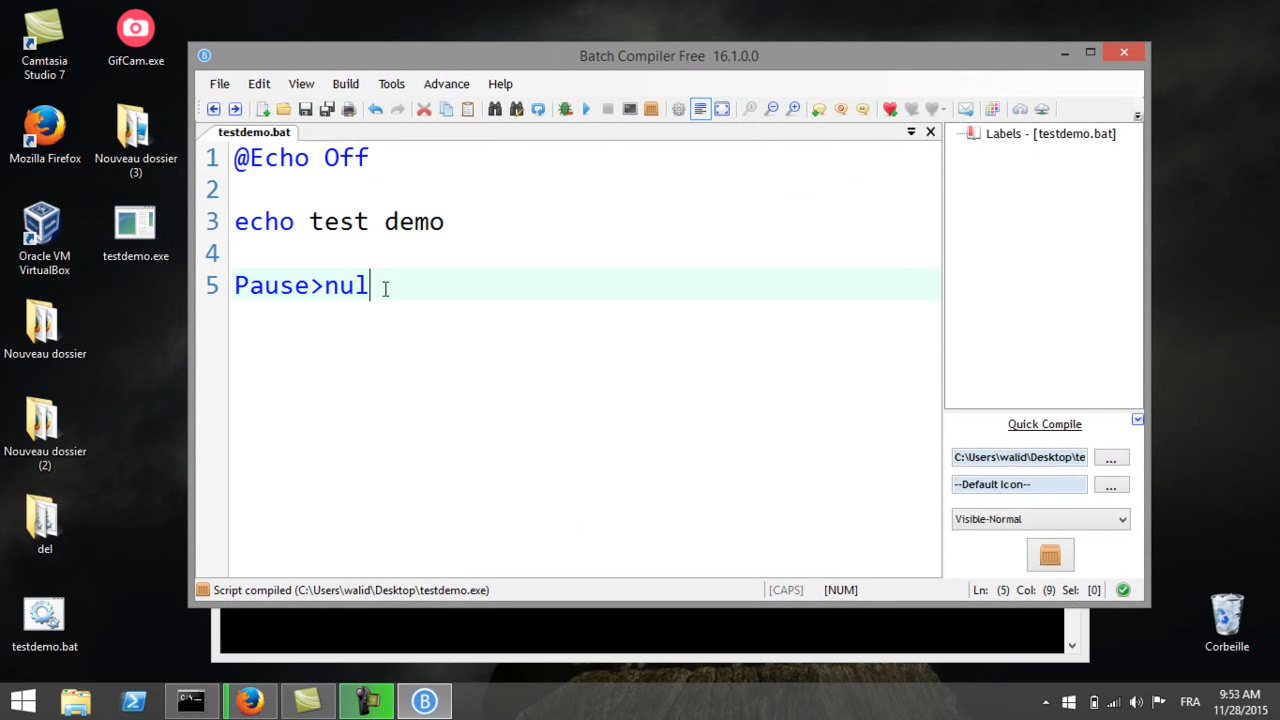 Camtasia
Studio 7
GifCam.exe
Mozilla Firefox
Nouveau dossier
(3)
Oracle VM
VirtualBox
testdemo.exe
Nouveau dossier
Nouveau dossier
(2)
del
testdemo.bat
Corbeille
B
Batch Compiler Free 16.1.0.0
File Edit View Build Tools Advance Help
testdemo.bat
1 @Echo Off
2
3 echo test demo
4
5 Pause>nul
Labels - [testdemo.bat]
Quick Compile
C:\Users\walid\Desktop\te ...
--Default Icon-- ...
Visible-Normal
Script compiled (C:\Users\walid\Desktop\testdemo.exe) [CAPS] [NUM] Ln: (5) Col: (9) Sel: [0]
C:\
B
FRA
9:53 AM
11/28/2015